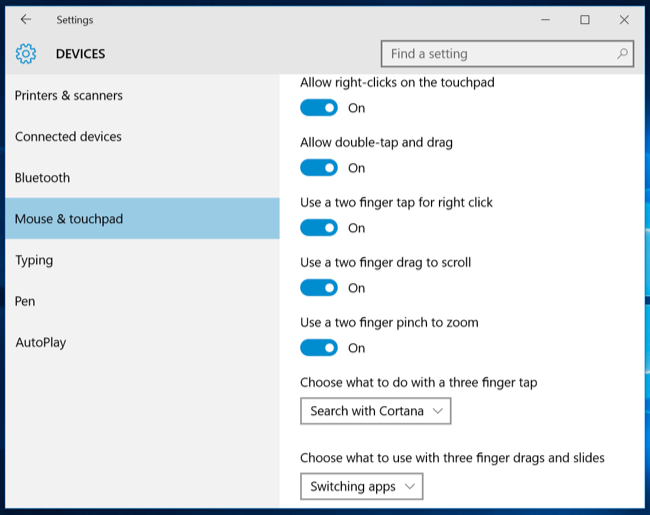 Settings
DEVICES
Find a setting
Printers & scanners
Connected devices
Bluetooth
Mouse & touchpad
Typing
Pen
AutoPlay
Allow right-clicks on the touchpad
On
Allow double-tap and drag
On
Use a two finger tap for right click
On
Use a two finger drag to scroll
On
Use a two finger pinch to zoom
On
Choose what to do with a three finger tap
Search with Cortana
Choose what to use with three finger drags and slides
Switching apps